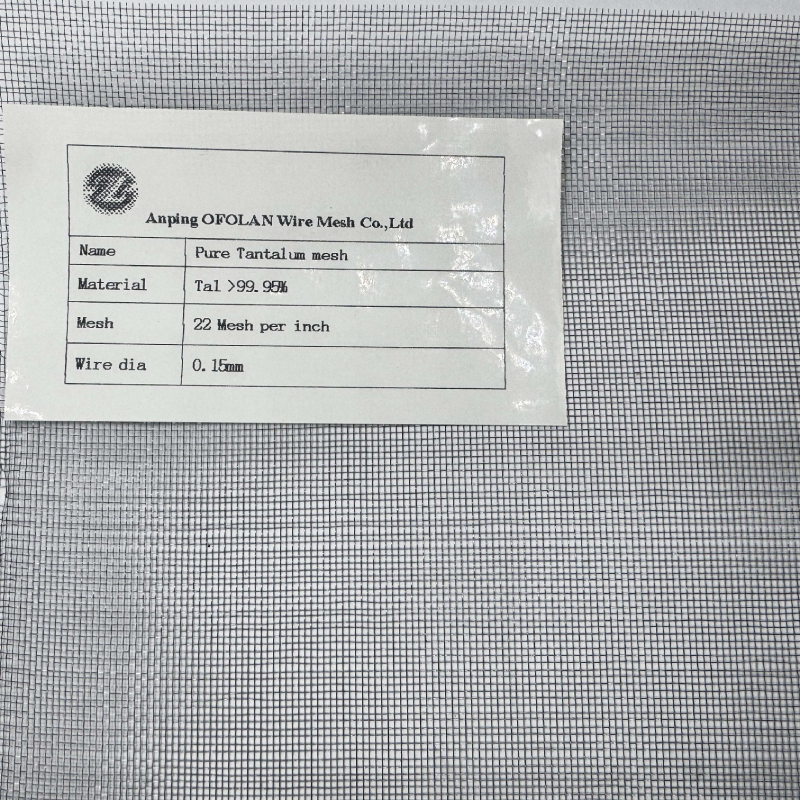 Anping OFOLAN Wire Mesh Co.,Ltd
Name Pure Tantalum mesh
Material Ta1 >99.95%
Mesh 22 Mesh per inch
Wire dia 0.15mm